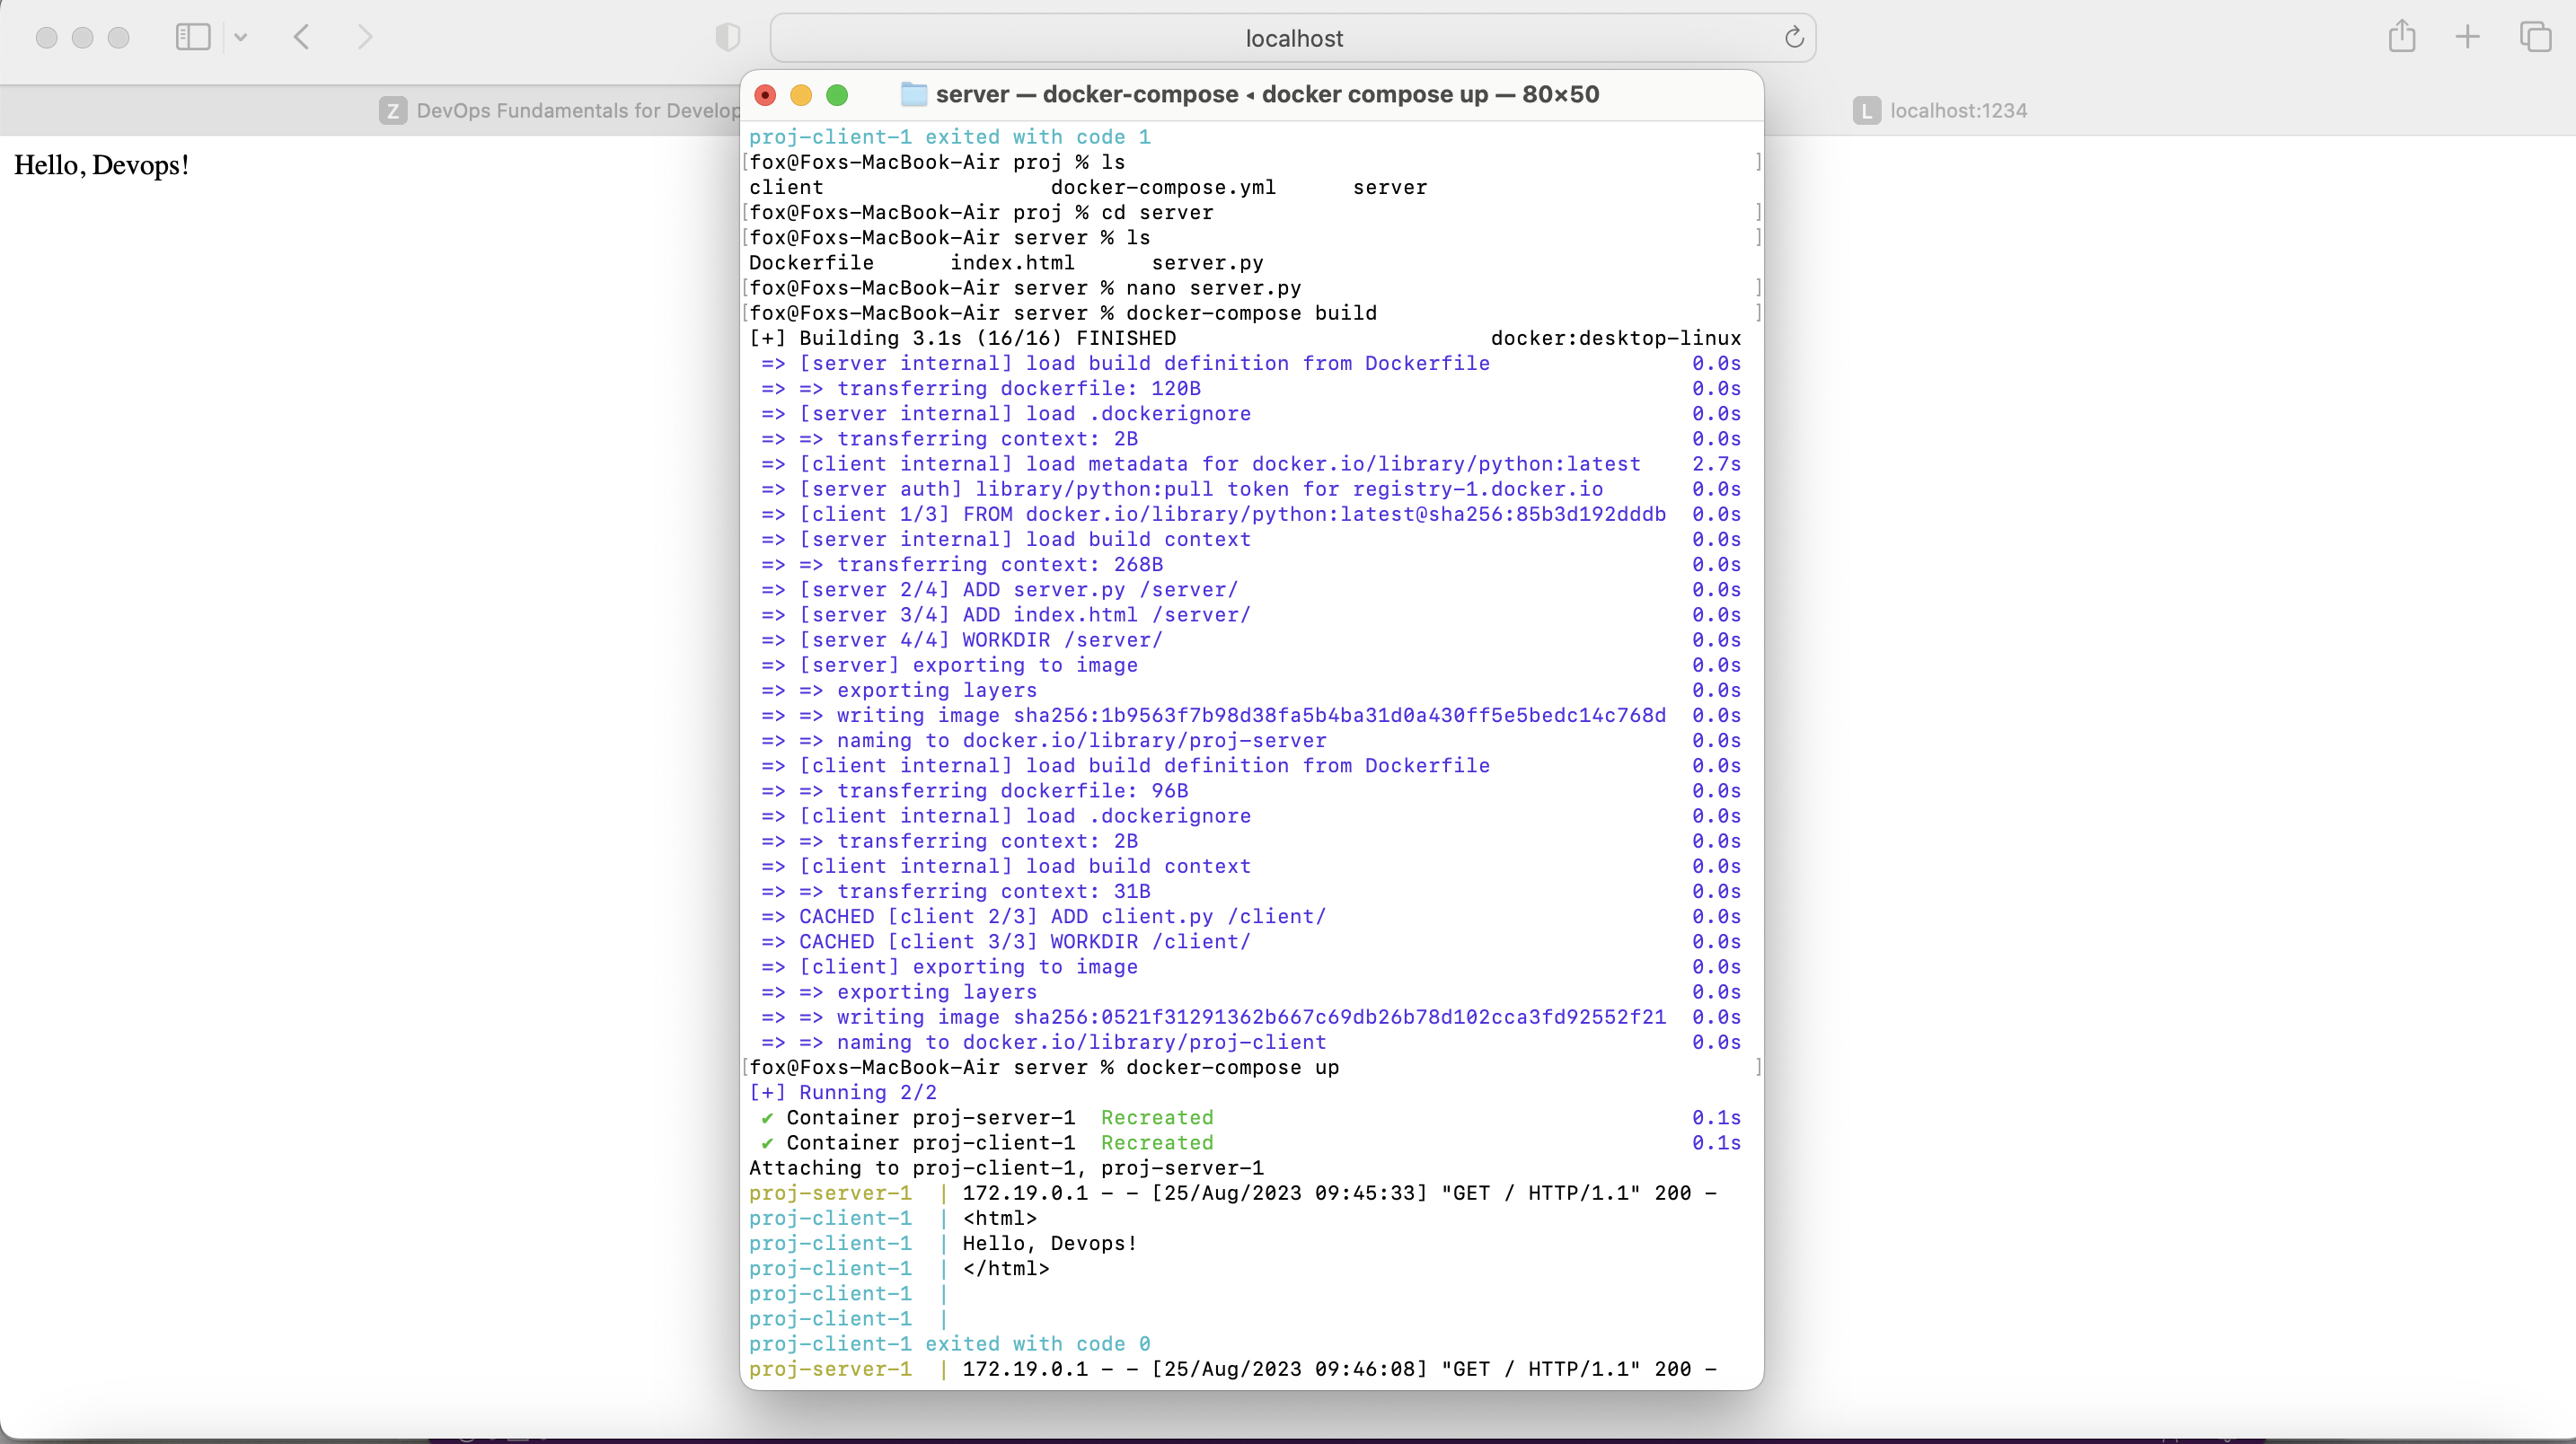 localhost
Z DevOps Fundamentals for Develop
L localhost:1234
Hello, Devops!
server — docker-compose ◂ docker compose up — 80×50
proj-client-1 exited with code 1
[fox@Foxs-MacBook-Air proj % ls ]
client docker-compose.yml server
[fox@Foxs-MacBook-Air proj % cd server ]
[fox@Foxs-MacBook-Air server % ls ]
Dockerfile index.html server.py
[fox@Foxs-MacBook-Air server % nano server.py ]
[fox@Foxs-MacBook-Air server % docker-compose build ]
[+] Building 3.1s (16/16) FINISHED docker:desktop-linux
=> [server internal] load build definition from Dockerfile 0.0s
=> => transferring dockerfile: 120B 0.0s
=> [server internal] load .dockerignore 0.0s
=> => transferring context: 2B 0.0s
=> [client internal] load metadata for docker.io/library/python:latest 2.7s
=> [server auth] library/python:pull token for registry-1.docker.io 0.0s
=> [client 1/3] FROM docker.io/library/python:latest@sha256:85b3d192dddb 0.0s
=> [server internal] load build context 0.0s
=> => transferring context: 268B 0.0s
=> [server 2/4] ADD server.py /server/ 0.0s
=> [server 3/4] ADD index.html /server/ 0.0s
=> [server 4/4] WORKDIR /server/ 0.0s
=> [server] exporting to image 0.0s
=> => exporting layers 0.0s
=> => writing image sha256:1b9563f7b98d38fa5b4ba31d0a430ff5e5bedc14c768d 0.0s
=> => naming to docker.io/library/proj-server 0.0s
=> [client internal] load build definition from Dockerfile 0.0s
=> => transferring dockerfile: 96B 0.0s
=> [client internal] load .dockerignore 0.0s
=> => transferring context: 2B 0.0s
=> [client internal] load build context 0.0s
=> => transferring context: 31B 0.0s
=> CACHED [client 2/3] ADD client.py /client/ 0.0s
=> CACHED [client 3/3] WORKDIR /client/ 0.0s
=> [client] exporting to image 0.0s
=> => exporting layers 0.0s
=> => writing image sha256:0521f31291362b667c69db26b78d102cca3fd92552f21 0.0s
=> => naming to docker.io/library/proj-client 0.0s
[fox@Foxs-MacBook-Air server % docker-compose up ]
[+] Running 2/2
✔ Container proj-server-1 Recreated 0.1s
✔ Container proj-client-1 Recreated 0.1s
Attaching to proj-client-1, proj-server-1
proj-server-1 | 172.19.0.1 - - [25/Aug/2023 09:45:33] "GET / HTTP/1.1" 200 -
proj-client-1 | <html>
proj-client-1 | Hello, Devops!
proj-client-1 | </html>
proj-client-1 |
proj-client-1 |
proj-client-1 exited with code 0
proj-server-1 | 172.19.0.1 - - [25/Aug/2023 09:46:08] "GET / HTTP/1.1" 200 -